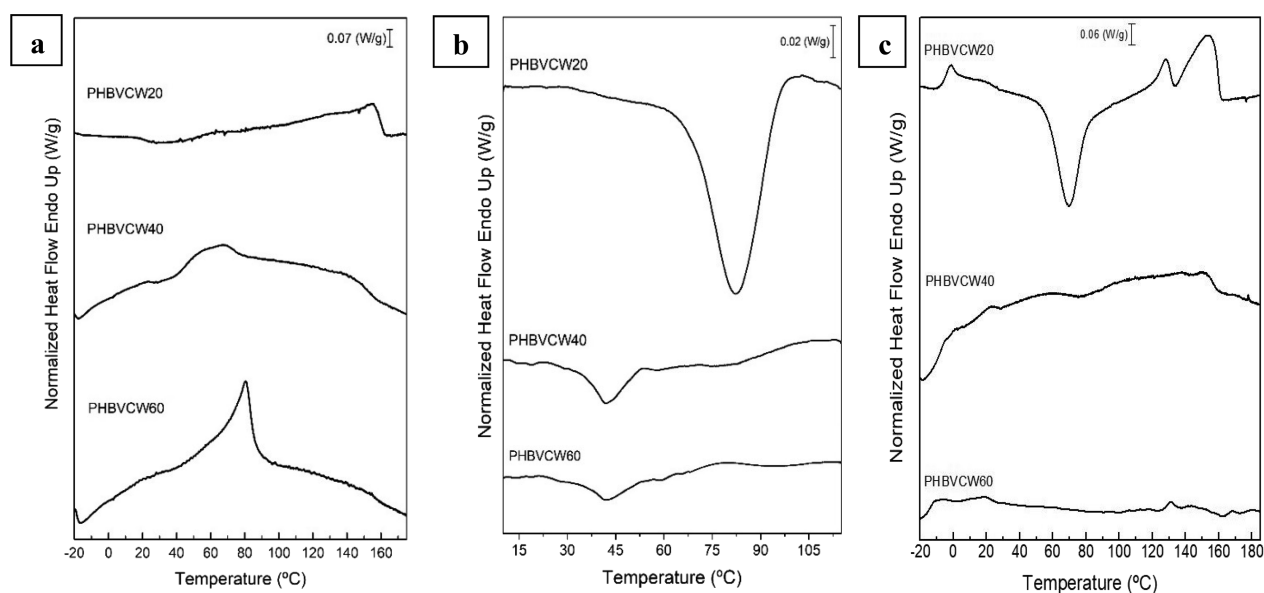 a
0.07 (W/g)
PHBVCW20
PHBVCW40
PHBVCW60
Normalized Heat Flow Endo Up (W/g)
-20 0 20 40 60 80 100 120 140 160
Temperature (ºC)
b
0.02 (W/g)
PHBVCW20
PHBVCW40
PHBVCW60
Normalized Heat Flow Endo Up (W/g)
15 30 45 60 75 90 105
Temperature (ºC)
c
0.06 (W/g)
PHBVCW20
PHBVCW40
PHBVCW60
Normalized Heat Flow Endo Up (W/g)
-20 0 20 40 60 80 100 120 140 160 180
Temperature (ºC)